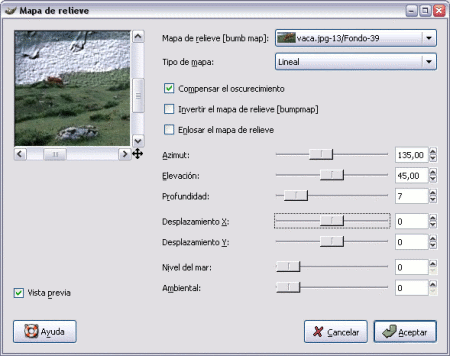 Mapa de relieve
Mapa de relieve [bumb map]: vaca.jpg-13/Fondo-39
Tipo de mapa: Lineal
Compensar el oscurecimiento
Invertir el mapa de relieve [bumpmap]
Enlosar el mapa de relieve
Azimut: 135,00
Elevación: 45,00
Profundidad: 7
Desplazamiento X: 0
Desplazamiento Y: 0
Nivel del mar: 0
Ambiental: 0
Vista previa
Ayuda Cancelar Aceptar